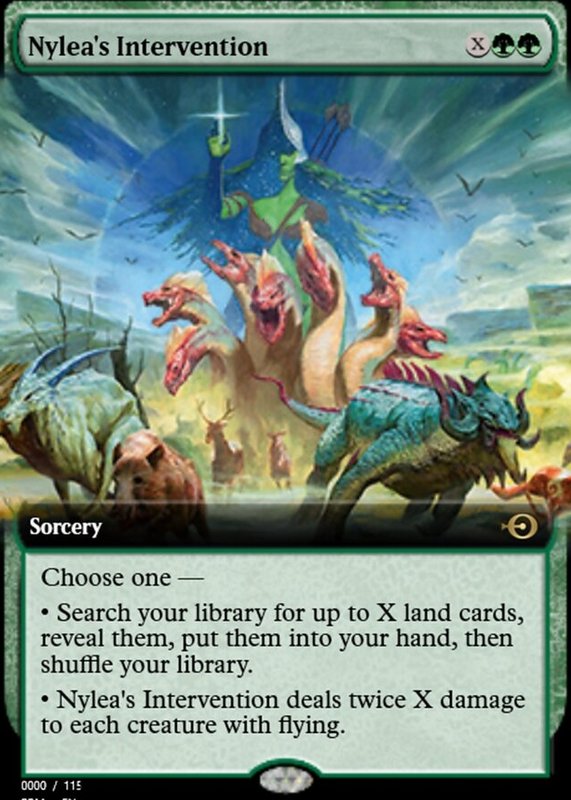 Nylea's Intervention X
Sorcery
Choose one —
• Search your library for up to X land cards,
reveal them, put them into your hand, then
shuffle your library.
• Nylea's Intervention deals twice X damage
to each creature with flying.
0000 / 115